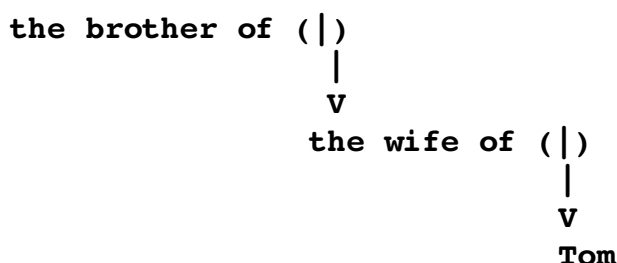 the brother of (|)
|
V
the wife of (|)
|
V
Tom